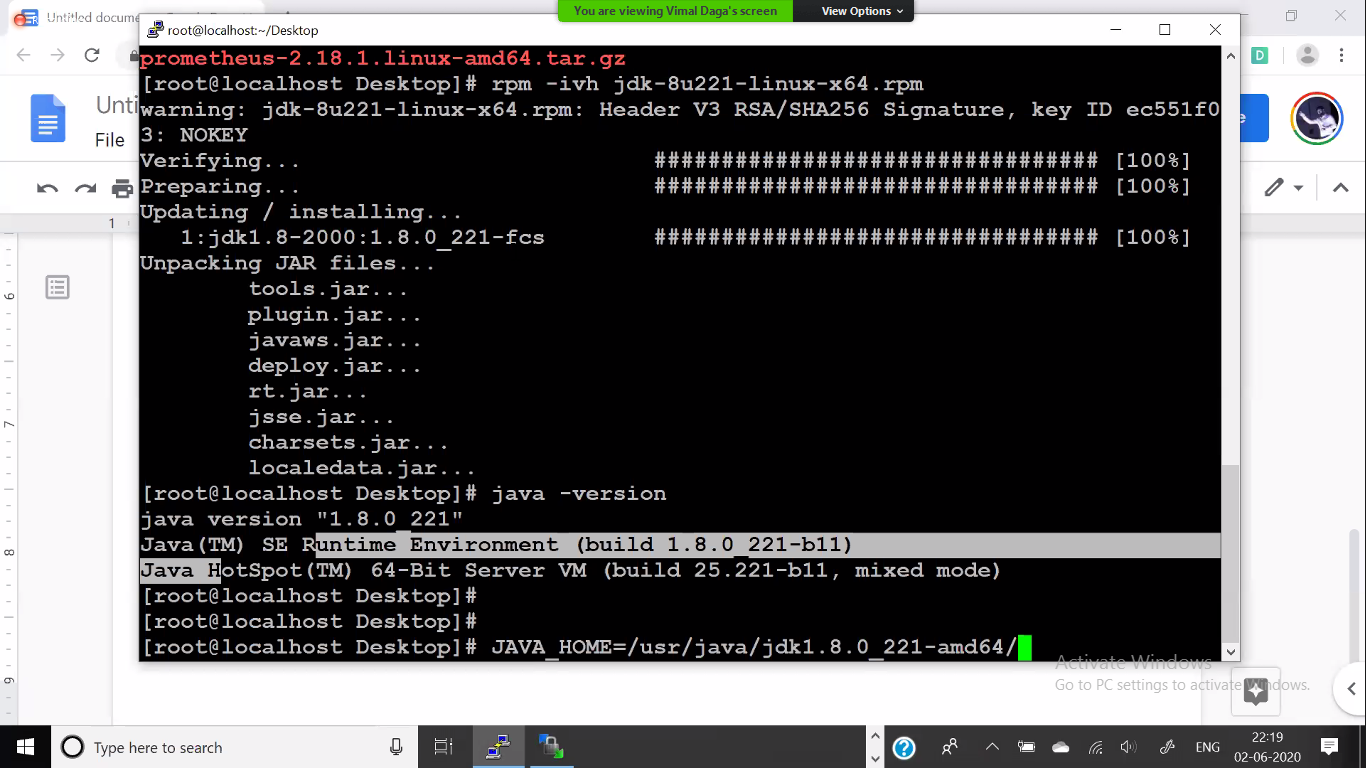 You are viewing Vimal Daga's screen
View Options
root@localhost:~/Desktop
prometheus-2.18.1.linux-amd64.tar.gz
[root@localhost Desktop]# rpm -ivh jdk-8u221-linux-x64.rpm
warning: jdk-8u221-linux-x64.rpm: Header V3 RSA/SHA256 Signature, key ID ec551f0
3: NOKEY
Verifying... ################################# [100%]
Preparing... ################################# [100%]
Updating / installing...
1:jdk1.8-2000:1.8.0_221-fcs ################################# [100%]
Unpacking JAR files...
tools.jar...
plugin.jar...
javaws.jar...
deploy.jar...
rt.jar...
jsse.jar...
charsets.jar...
localedata.jar...
[root@localhost Desktop]# java -version
java version "1.8.0_221"
Java(TM) SE Runtime Environment (build 1.8.0_221-b11)
Java HotSpot(TM) 64-Bit Server VM (build 25.221-b11, mixed mode)
[root@localhost Desktop]#
[root@localhost Desktop]#
[root@localhost Desktop]# JAVA_HOME=/usr/java/jdk1.8.0_221-amd64/
File
D
1
6
7
8
9
Activate Windows
Go to PC settings to activate Windows.
Type here to search
ENG
22:19
02-06-2020